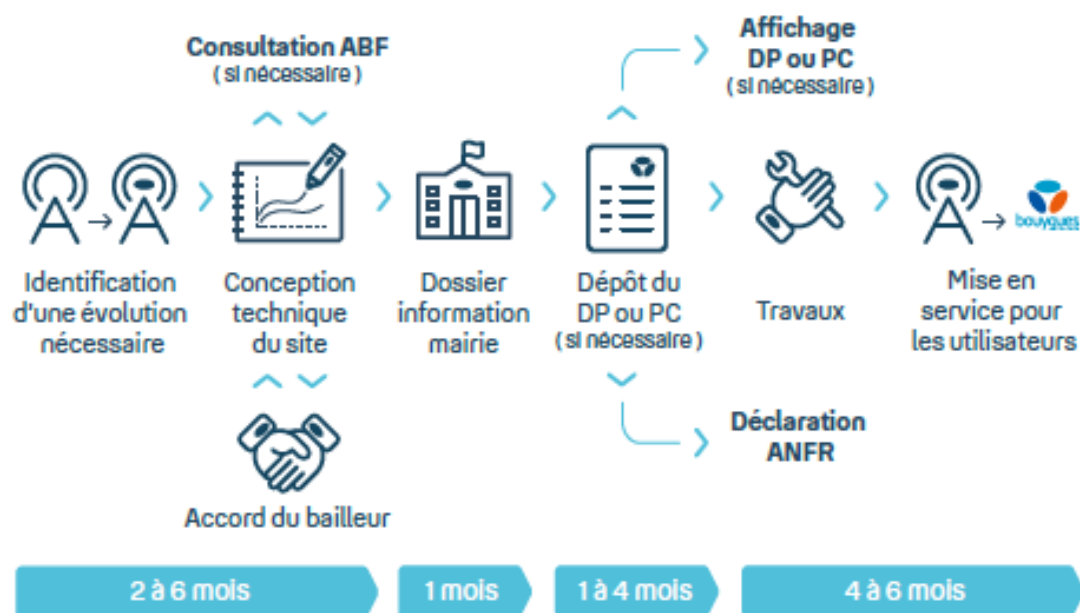 Consultation ABF
( si nécessaire )
Affichage
DP ou PC
( si nécessaire )
Identification
d'une évolution
nécessaire
Conception
technique
du site
Dossier
information
mairie
Dépôt du
DP ou PC
( si nécessaire )
Travaux
bouygues
Mise en
service pour
les utilisateurs
Accord du bailleur
Déclaration
ANFR
2 à 6 mois
1 mois
1 à 4 mois
4 à 6 mois